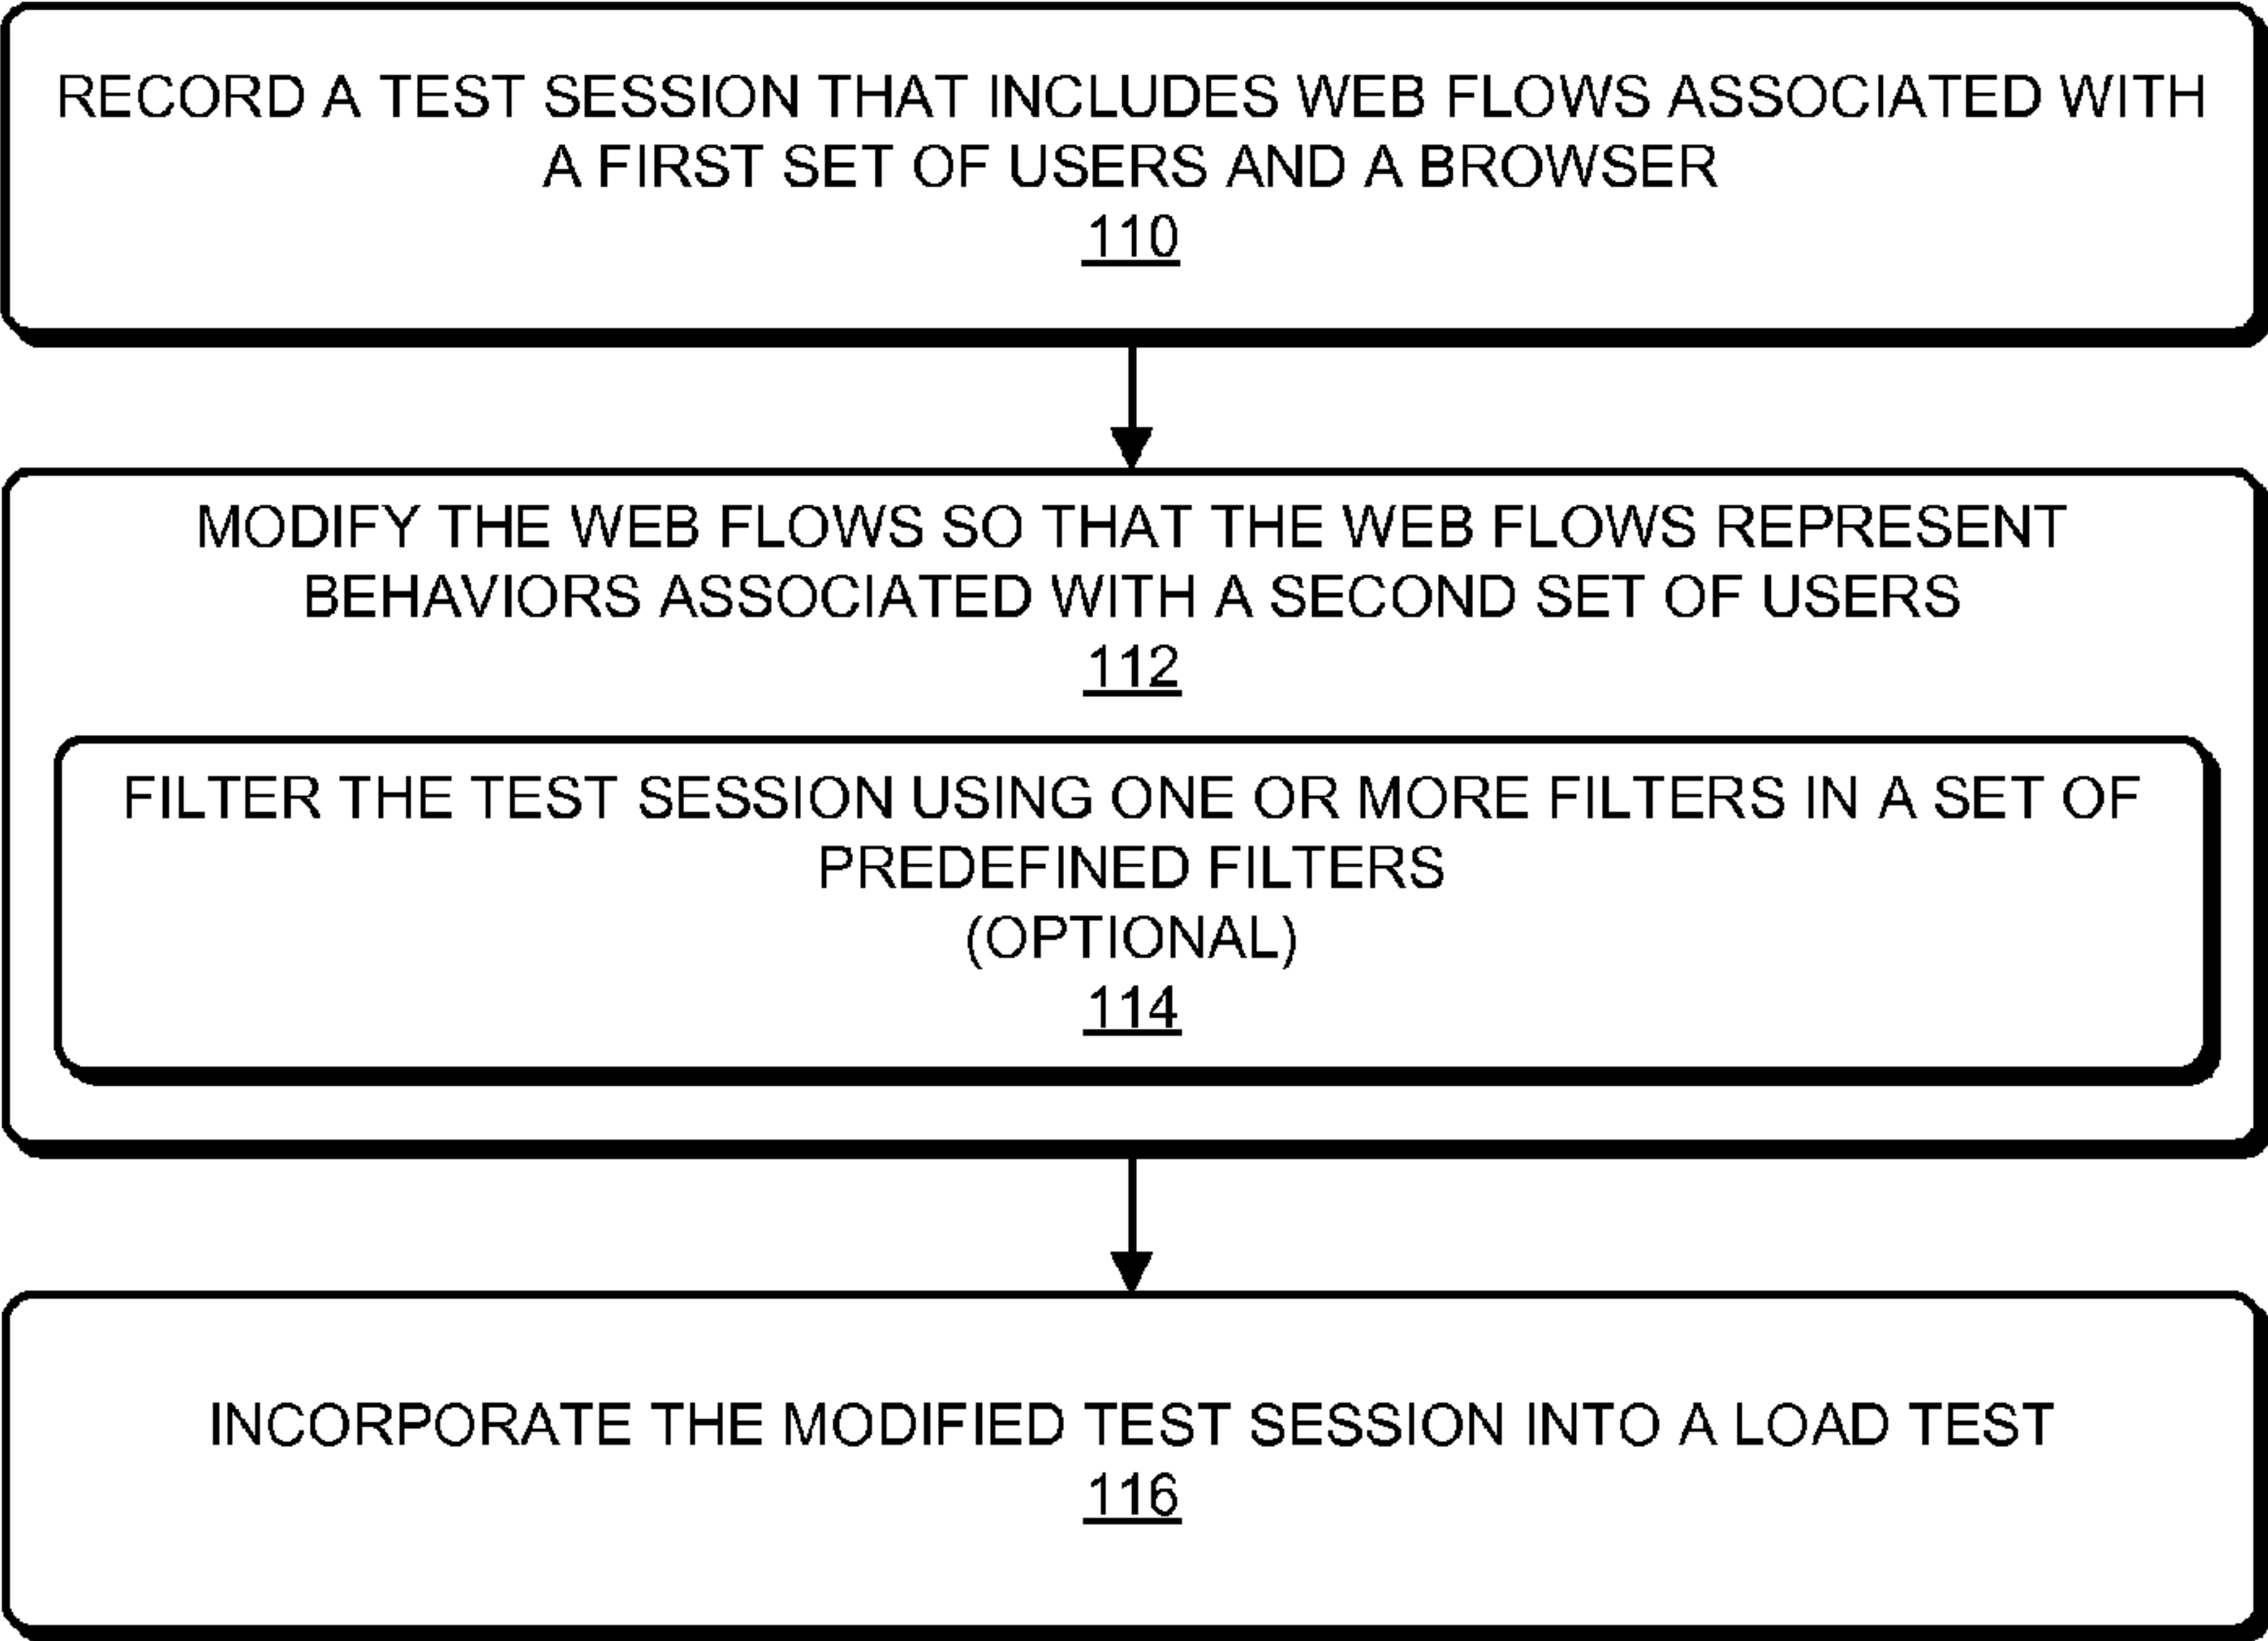 RECORD A TEST SESSION THAT INCLUDES WEB FLOWS ASSOCIATED WITH
A FIRST SET OF USERS AND A BROWSER
110
MODIFY THE WEB FLOWS SO THAT THE WEB FLOWS REPRESENT
BEHAVIORS ASSOCIATED WITH A SECOND SET OF USERS
112
FILTER THE TEST SESSION USING ONE OR MORE FILTERS IN A SET OF
PREDEFINED FILTERS
(OPTIONAL)
114
INCORPORATE THE MODIFIED TEST SESSION INTO A LOAD TEST
116